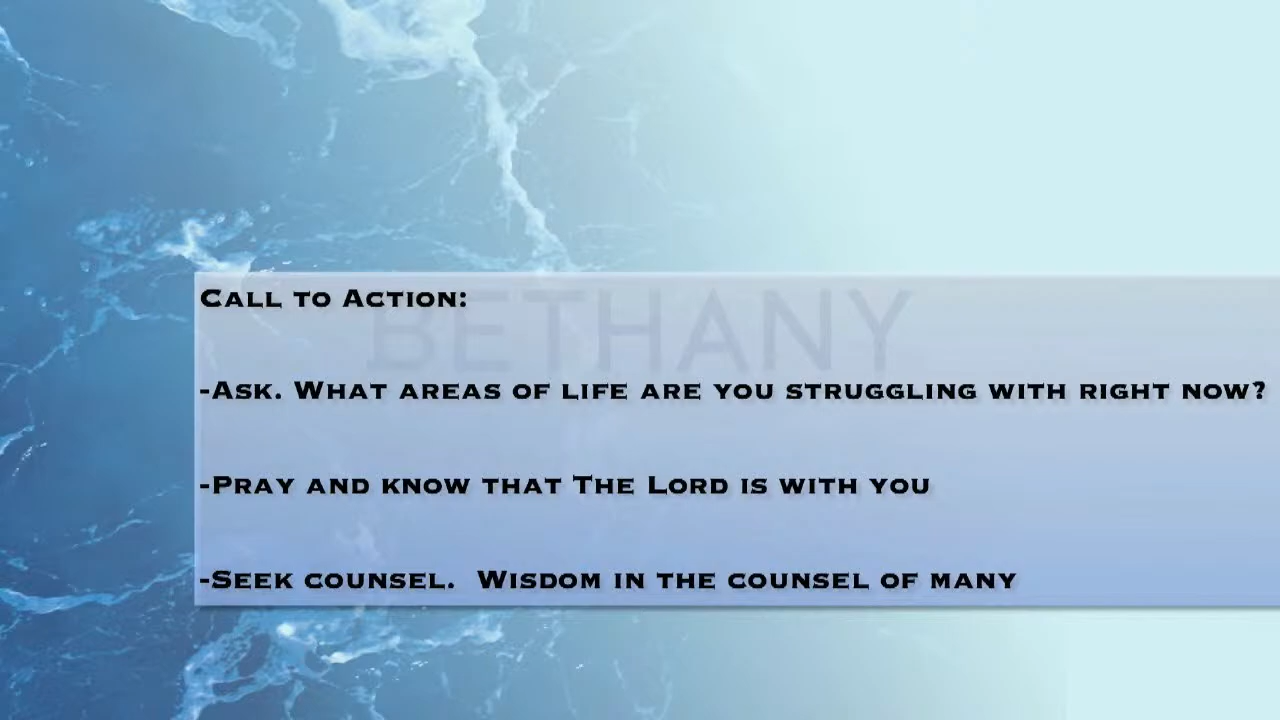 BETHANY
Call to Action:
-Ask. What areas of life are you struggling with right now?
-Pray and know that The Lord is with you
-Seek counsel.  Wisdom in the counsel of many